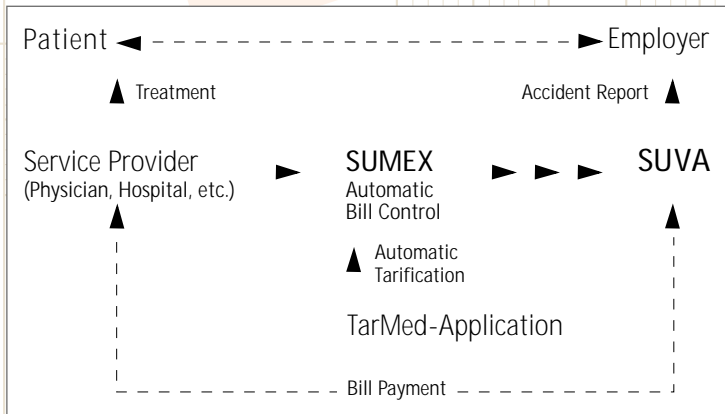 Patient
Employer
Treatment
Accident Report
Service Provider
(Physician, Hospital, etc.)
SUMEX
Automatic
Bill Control
SUVA
Automatic
Tarification
TarMed-Application
Bill Payment